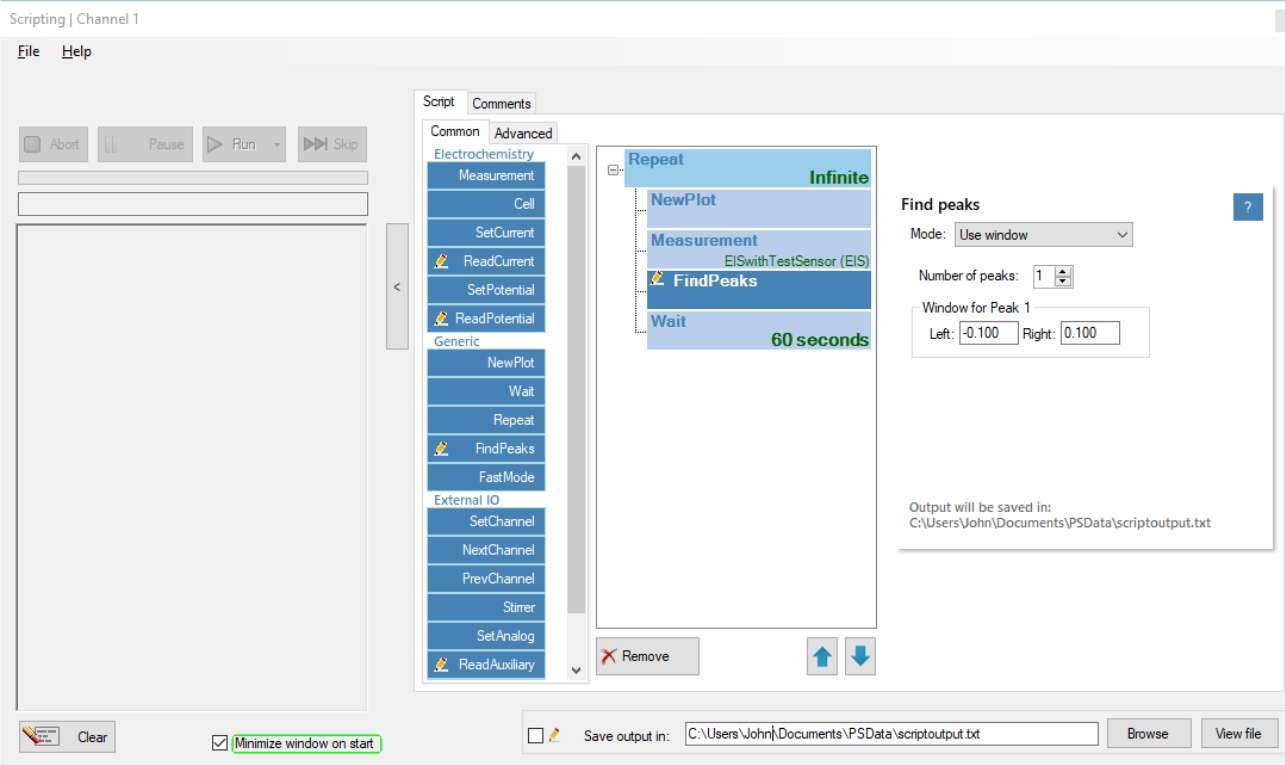 Scripting | Channel 1
File Help
Script Comments
Common Advanced
Abort Pause Run Skip
Electrochemistry
Measurement
Cell
SetCurrent
ReadCurrent
SetPotential
ReadPotential
Generic
NewPlot
Wait
Repeat
FindPeaks
FastMode
External IO
SetChannel
NextChannel
PrevChannel
Stirrer
SetAnalog
ReadAuxiliary
<
Repeat
Infinite
NewPlot
Measurement
EISwithTestSensor (EIS)
FindPeaks
Wait
60 seconds
Remove
Find peaks
?
Mode: Use window
Number of peaks: 1
Window for Peak 1
Left: -0.100 Right: 0.100
Output will be saved in:
C:\Users\John\Documents\PSData\scriptoutput.txt
Clear
Minimize window on start
Save output in: C:\Users\John\Documents\PSData\scriptoutput.txt Browse View file